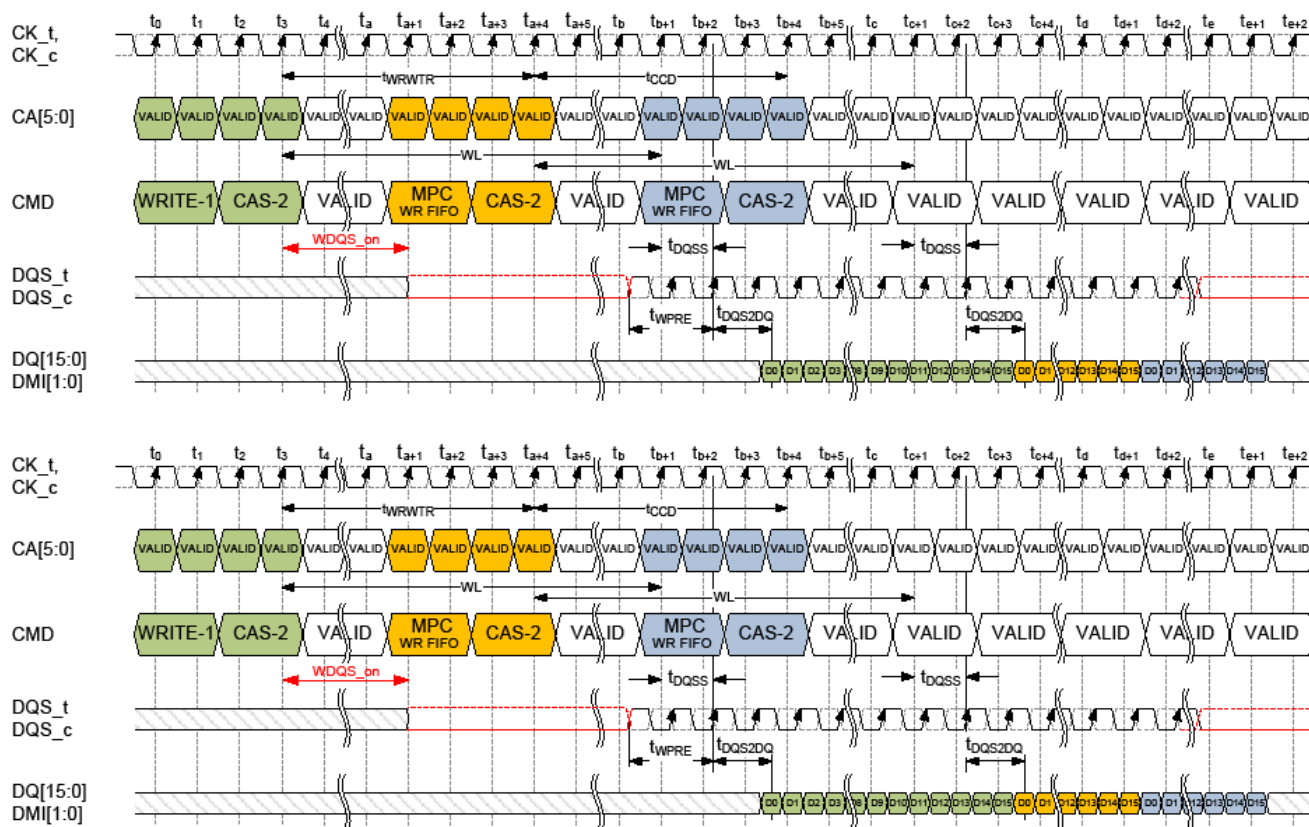 t0 t1 t2 t3 t4 ta ta+1 ta+2 ta+3 ta+4 ta+5 tb tb+1 tb+2 tb+3 tb+4 tb+5 tc tc+1 tc+2 tc+3 tc+4 td td+1 td+2 te te+1 te+2
CK_t,
CK_c
tWRWTR tCCD
CA[5:0] VALID VALID VALID VALID VALID VALID VALID VALID VALID VALID VALID VALID VALID VALID VALID VALID VALID VALID VALID VALID VALID VALID VALID VALID VALID VALID VALID VALID
WL
WL
CMD WRITE-1 CAS-2 VALID MPC WR FIFO CAS-2 VALID MPC WR FIFO CAS-2 VALID VALID VALID VALID VALID VALID
WDQS_on tDQSS tDQSS
DQS_t
DQS_c
tWPRE tDQS2DQ tDQS2DQ
DQ[15:0]
DMI[1:0] D0 D1 D2 D3 D9 D10 D11 D12 D13 D14 D15 D0 D1 D12 D13 D14 D15 D0 D1 D13 D14 D15
t0 t1 t2 t3 t4 ta ta+1 ta+2 ta+3 ta+4 ta+5 tb tb+1 tb+2 tb+3 tb+4 tb+5 tc tc+1 tc+2 tc+3 tc+4 td td+1 td+2 te te+1 te+2
CK_t,
CK_c
tWRWTR tCCD
CA[5:0] VALID VALID VALID VALID VALID VALID VALID VALID VALID VALID VALID VALID VALID VALID VALID VALID VALID VALID VALID VALID VALID VALID VALID VALID VALID VALID VALID VALID
WL
WL
CMD WRITE-1 CAS-2 VALID MPC WR FIFO CAS-2 VALID MPC WR FIFO CAS-2 VALID VALID VALID VALID VALID VALID
WDQS_on tDQSS tDQSS
DQS_t
DQS_c
tWPRE tDQS2DQ tDQS2DQ
DQ[15:0]
DMI[1:0] D0 D1 D2 D3 D9 D10 D11 D12 D13 D14 D15 D0 D1 D12 D13 D14 D15 D0 D1 D13 D14 D15